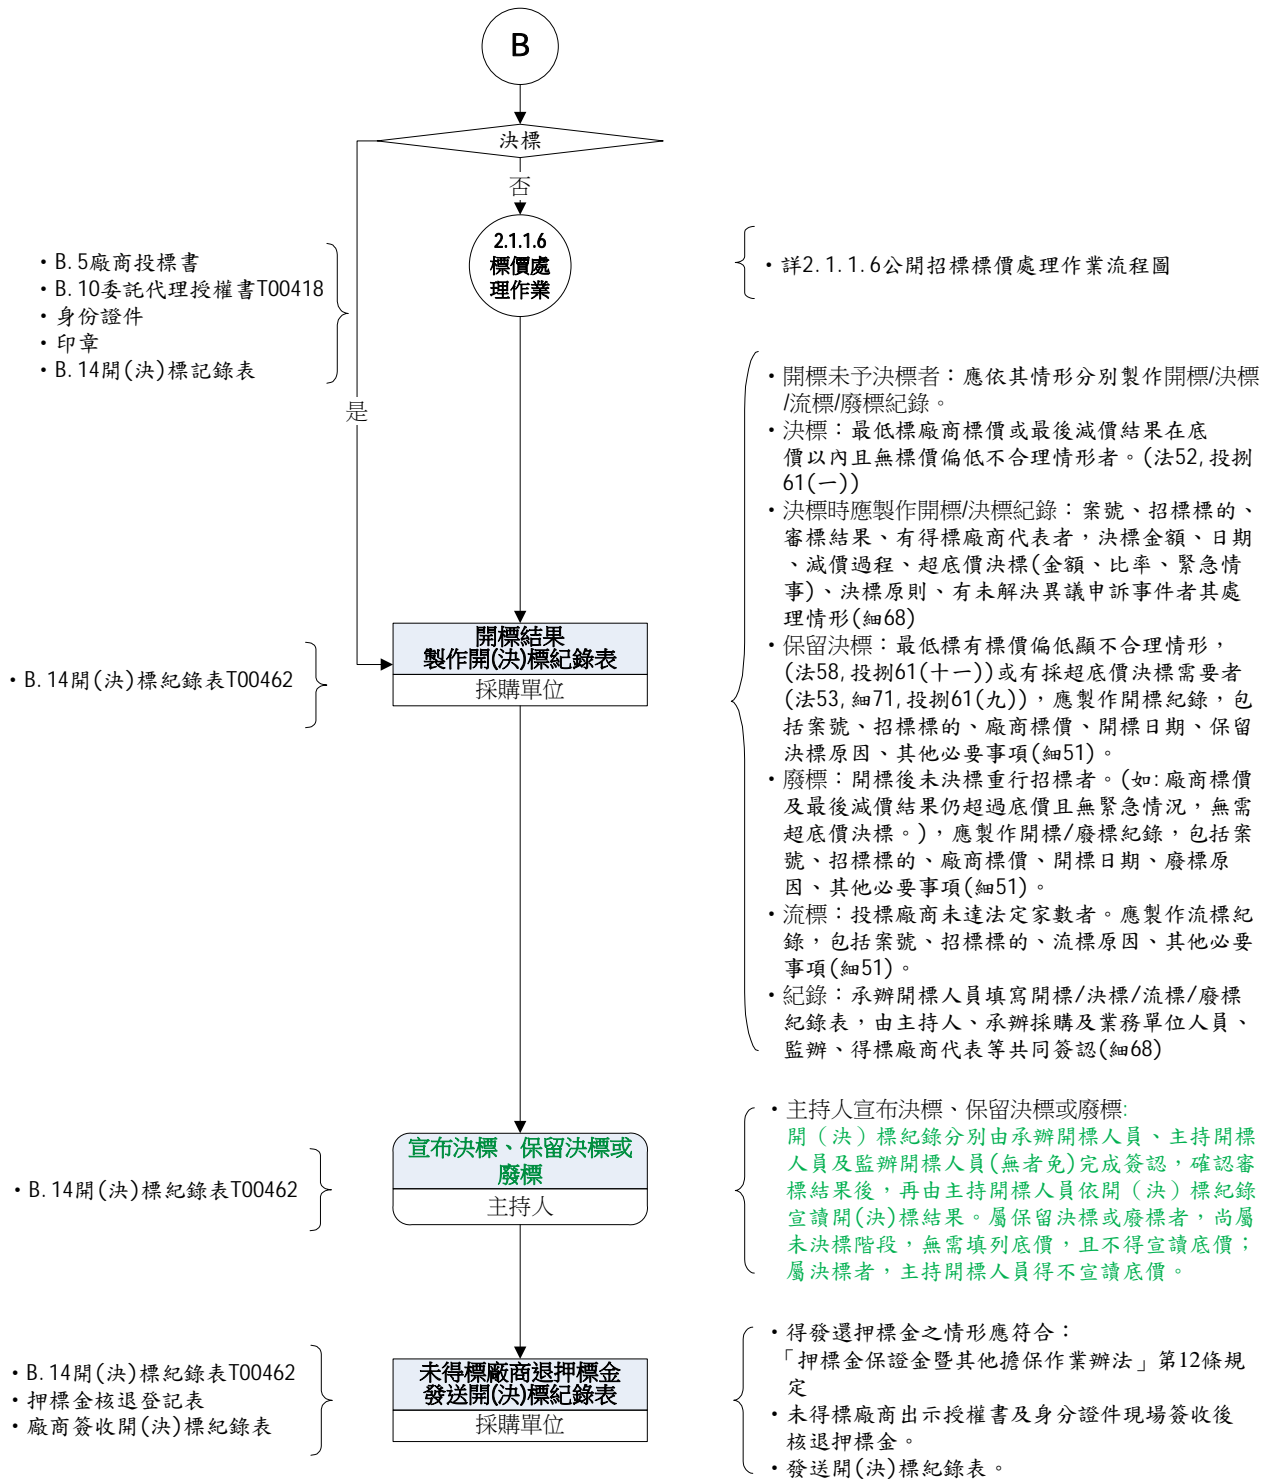 B
決標
否
2.1.1.6
標價處
理作業
是
•B.5廠商投標書
•B.10委託代理授權書T00418
•身份證件
•印章
•B.14開(決)標記錄表
•詳2.1.1.6公開招標標價處理作業流程圖
•開標未予決標者：應依其情形分別製作開標/決標
/流標/廢標紀錄。
•決標：最低標廠商標價或最後減價結果在底
價以內且無標價偏低不合理情形者。(法52,投捌
61(一))
•決標時應製作開標/決標紀錄：案號、招標標的、
審標結果、有得標廠商代表者，決標金額、日期
、減價過程、超底價決標(金額、比率、緊急情
事)、決標原則、有未解決異議申訴事件者其處
理情形(細68)
•保留決標：最低標有標價偏低顯不合理情形，
(法58,投捌61(十一))或有採超底價決標需要者
(法53,細71,投捌61(九))，應製作開標紀錄，包
括案號、招標標的、廠商標價、開標日期、保留
決標原因、其他必要事項(細51)。
•廢標：開標後未決標重行招標者。(如:廠商標價
及最後減價結果仍超過底價且無緊急情況，無需
超底價決標。)，應製作開標/廢標紀錄，包括案
號、招標標的、廠商標價、開標日期、廢標原
因、其他必要事項(細51)。
•流標：投標廠商未達法定家數者。應製作流標紀
錄，包括案號、招標標的、流標原因、其他必要
事項(細51)。
•紀錄：承辦開標人員填寫開標/決標/流標/廢標
紀錄表，由主持人、承辦採購及業務單位人員、
監辦、得標廠商代表等共同簽認(細68)
開標結果
製作開(決)標紀錄表
採購單位
•B.14開(決)標紀錄表T00462
宣布決標、保留決標或
廢標
主持人
•B.14開(決)標紀錄表T00462
•主持人宣布決標、保留決標或廢標:
開（決）標紀錄分別由承辦開標人員、主持開標
人員及監辦開標人員(無者免)完成簽認，確認審
標結果後，再由主持開標人員依開（決）標紀錄
宣讀開(決)標結果。屬保留決標或廢標者，尚屬
未決標階段，無需填列底價，且不得宣讀底價；
屬決標者，主持開標人員得不宣讀底價。
未得標廠商退押標金
發送開(決)標紀錄表
採購單位
•B.14開(決)標紀錄表T00462
•押標金核退登記表
•廠商簽收開(決)標紀錄表
•得發還押標金之情形應符合：
「押標金保證金暨其他擔保作業辦法」第12條規
定
•未得標廠商出示授權書及身分證件現場簽收後
核退押標金。
•發送開(決)標紀錄表。